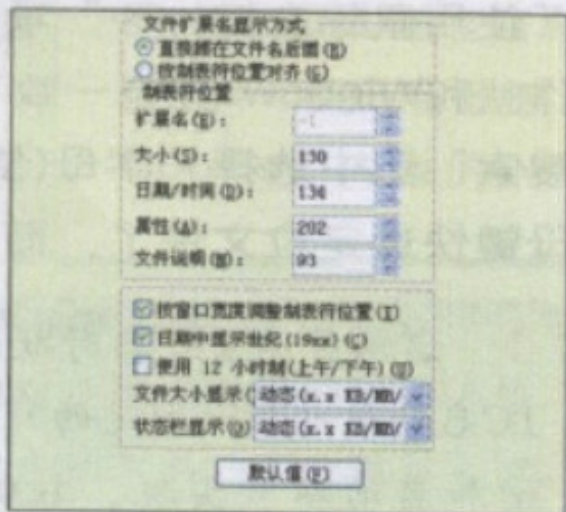 文件扩展名显示方式
直接跟在文件名后面(B)
按制表符位置对齐(G)
制表符位置
扩展名(E): -1
大小(S): 130
日期/时间(D): 134
属性(A): 202
文件说明(N): 93
按窗口宽度调整制表符位置(T)
日期中显示世纪(19xx)(C)
使用 12 小时制(上午/下午)(U)
文件大小显示( 动态(x.x KB/MB/
状态栏显示(O) 动态(x.x KB/MB/
默认值(F)